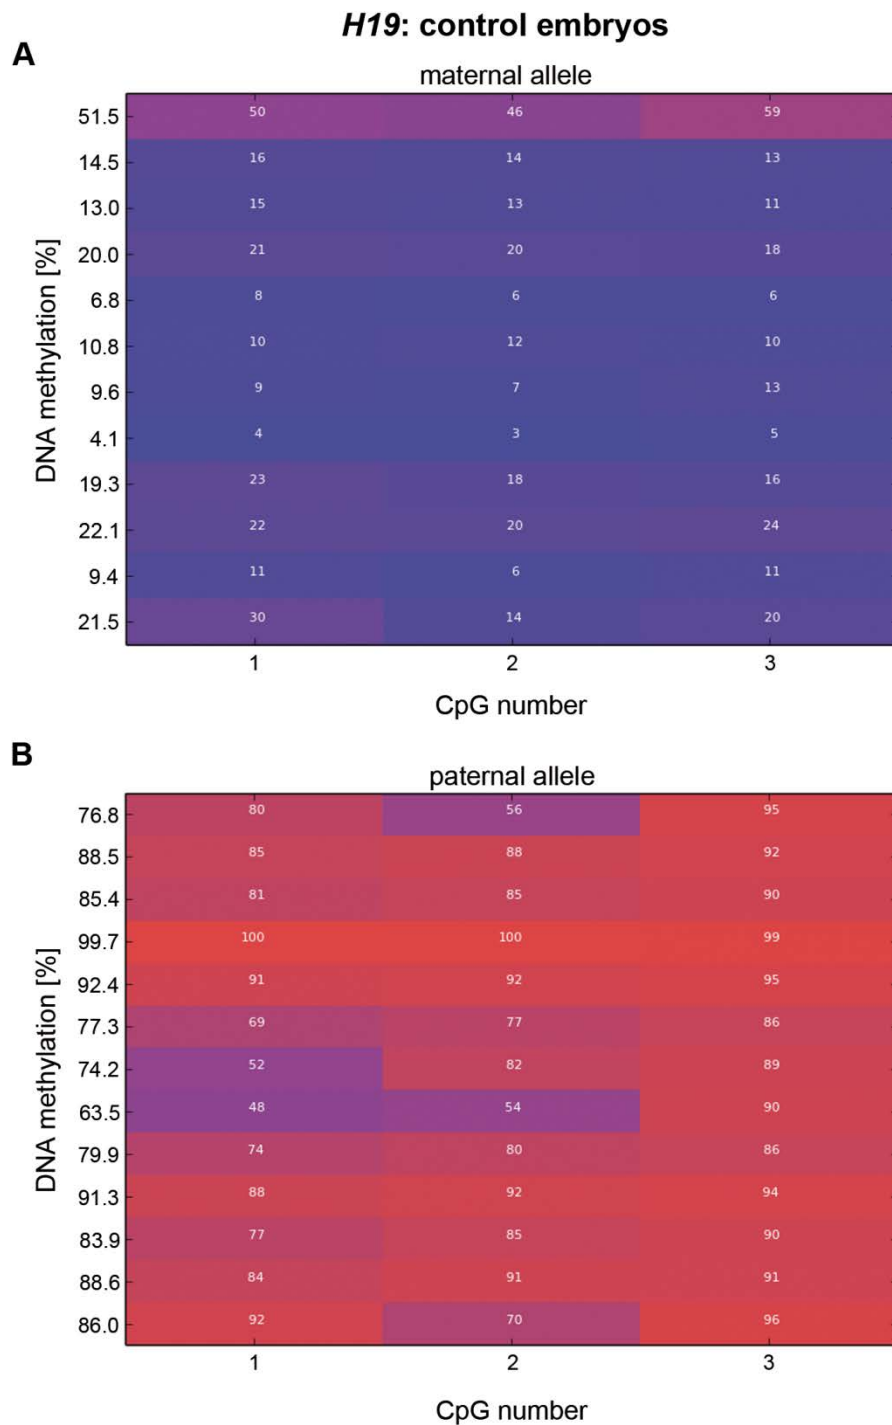 H19: control embryos
A
maternal allele
DNA methylation [%]
51.5 50 46 59
14.5 16 14 13
13.0 15 13 11
20.0 21 20 18
6.8 8 6 6
10.8 10 12 10
9.6 9 7 13
4.1 4 3 5
19.3 23 18 16
22.1 22 20 24
9.4 11 6 11
21.5 30 14 20
1 2 3
CpG number
B
paternal allele
DNA methylation [%]
76.8 80 56 95
88.5 85 88 92
85.4 81 85 90
99.7 100 100 99
92.4 91 92 95
77.3 69 77 86
74.2 52 82 89
63.5 48 54 90
79.9 74 80 86
91.3 88 92 94
83.9 77 85 90
88.6 84 91 91
86.0 92 70 96
1 2 3
CpG number